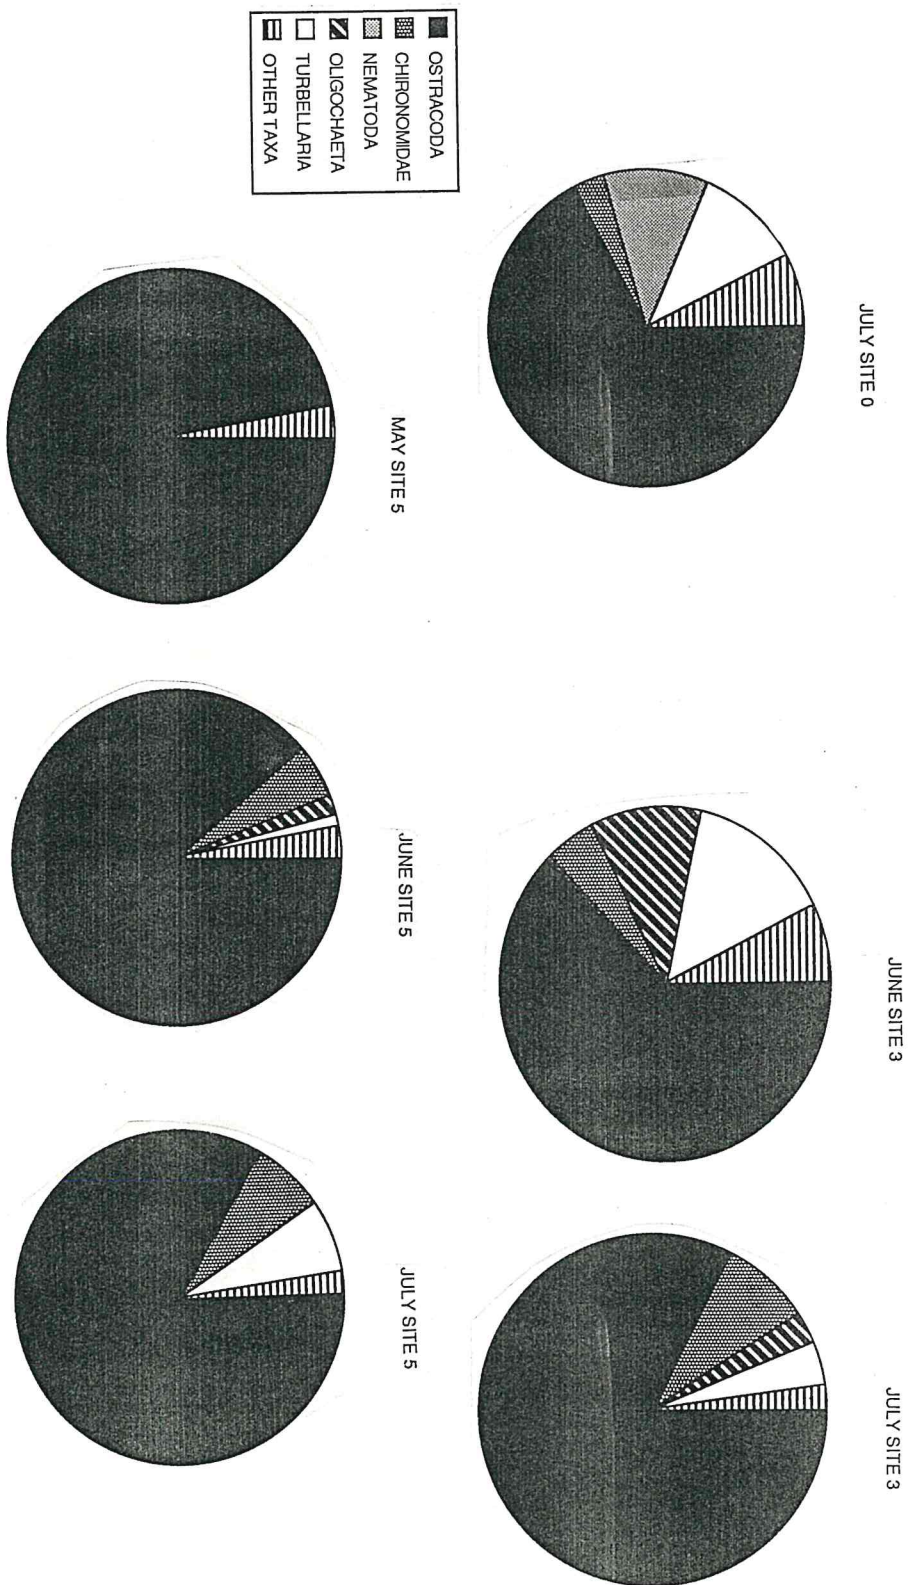 JULY SITE 0
JUNE SITE 3
JULY SITE 3
OSTRACODA
CHIRONOMIDAE
NEMATODA
OLIGOCHAETA
TURBELLARIA
OTHER TAXA
MAY SITE 5
JUNE SITE 5
JULY SITE 5